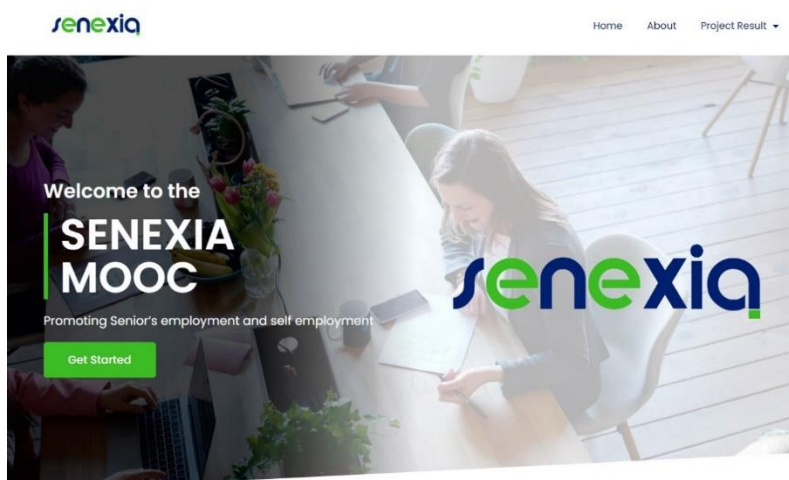 senexia
Home About Project Result
Welcome to the
SENEXIA
MOOC
Promoting Senior's employment and self employment
Get Started
senexia